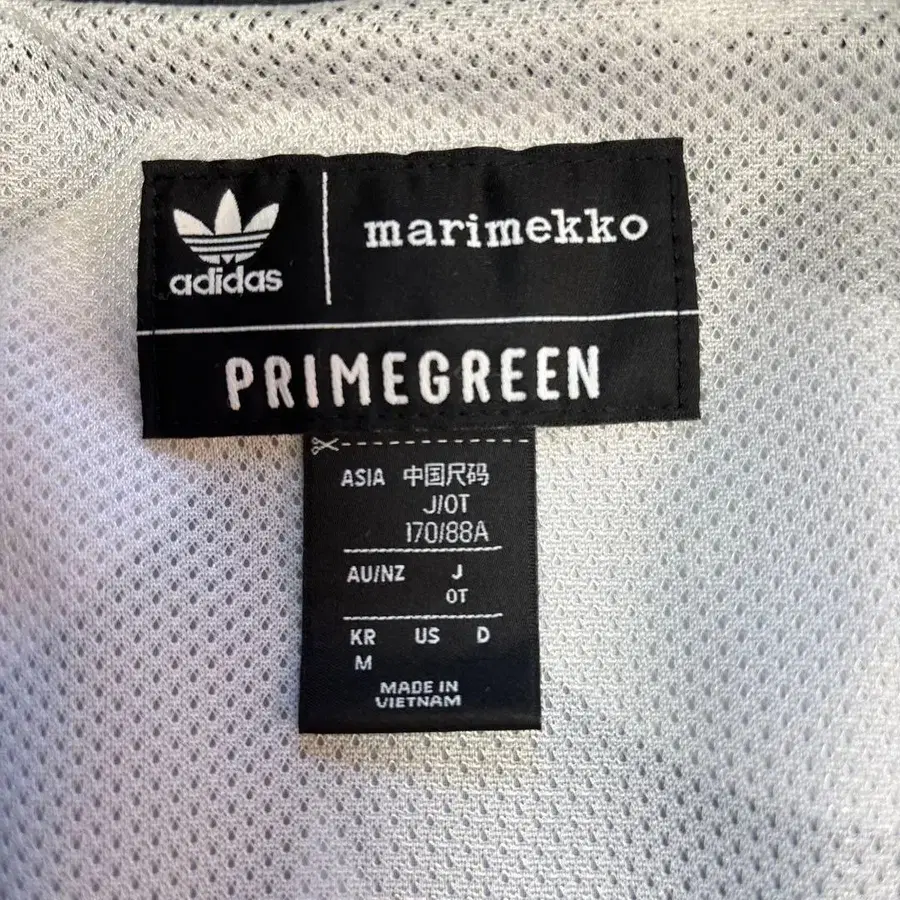 adidas
marimekko
PRIMEGREEN
ASIA 中国尺码
J/OT
170/88A
AU/NZ J
OT
KR US D
M
MADE IN
VIETNAM